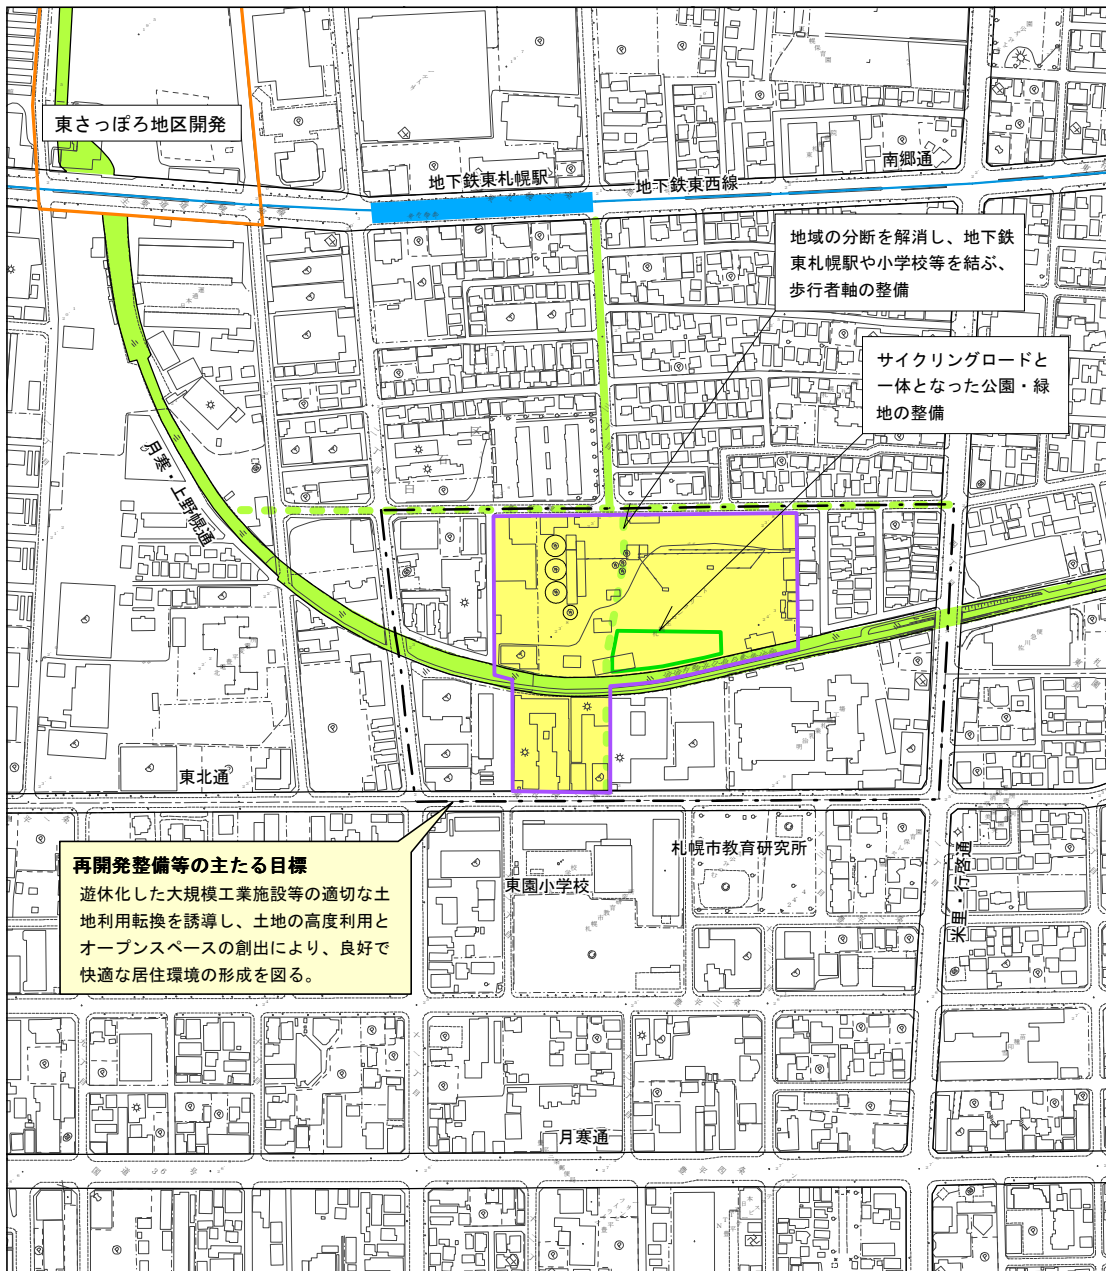 東さっぽろ地区開発
南郷通
地下鉄東札幌駅
地下鉄東西線
地域の分断を解消し、地下鉄
東札幌駅や小学校等を結ぶ、
歩行者軸の整備
サイクリングロードと
一体となった公園・緑
地の整備
月寒・上野幌通
東北通
再開発整備等の主たる目標
遊休化した大規模工業施設等の適切な土
地利用転換を誘導し、土地の高度利用と
オープンスペースの創出により、良好で
快適な居住環境の形成を図る。
東園小学校
札幌市教育研究所
米里・行啓通
月寒通